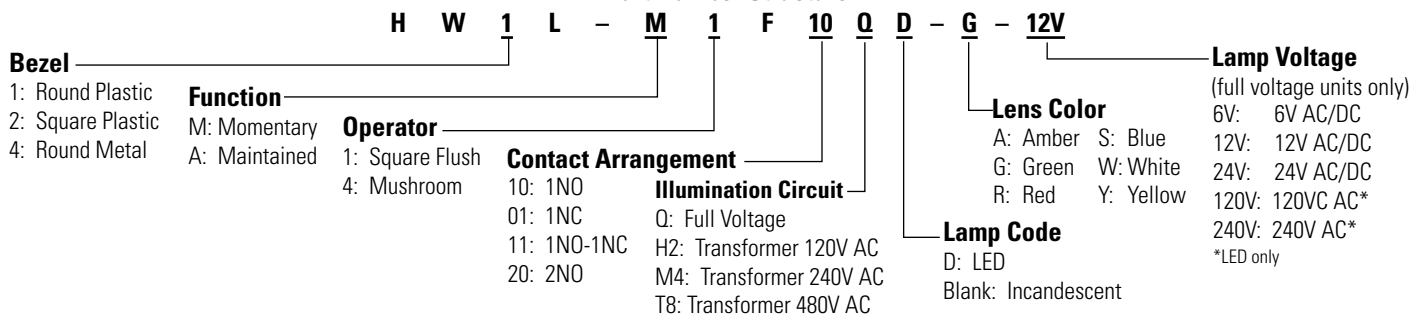 H W 1 L – M 1 F 10 Q D – G – 12V
Bezel
1: Round Plastic
2: Square Plastic
4: Round Metal
Function
M: Momentary
A: Maintained
Operator
1: Square Flush
4: Mushroom
Contact Arrangement
10: 1NO
01: 1NC
11: 1NO-1NC
20: 2NO
Illumination Circuit
Q: Full Voltage
H2: Transformer 120V AC
M4: Transformer 240V AC
T8: Transformer 480V AC
Lamp Code
D: LED
Blank: Incandescent
Lens Color
A: Amber S: Blue
G: Green W: White
R: Red Y: Yellow
Lamp Voltage
(full voltage units only)
6V: 6V AC/DC
12V: 12V AC/DC
24V: 24V AC/DC
120V: 120VC AC*
240V: 240V AC*
*LED only